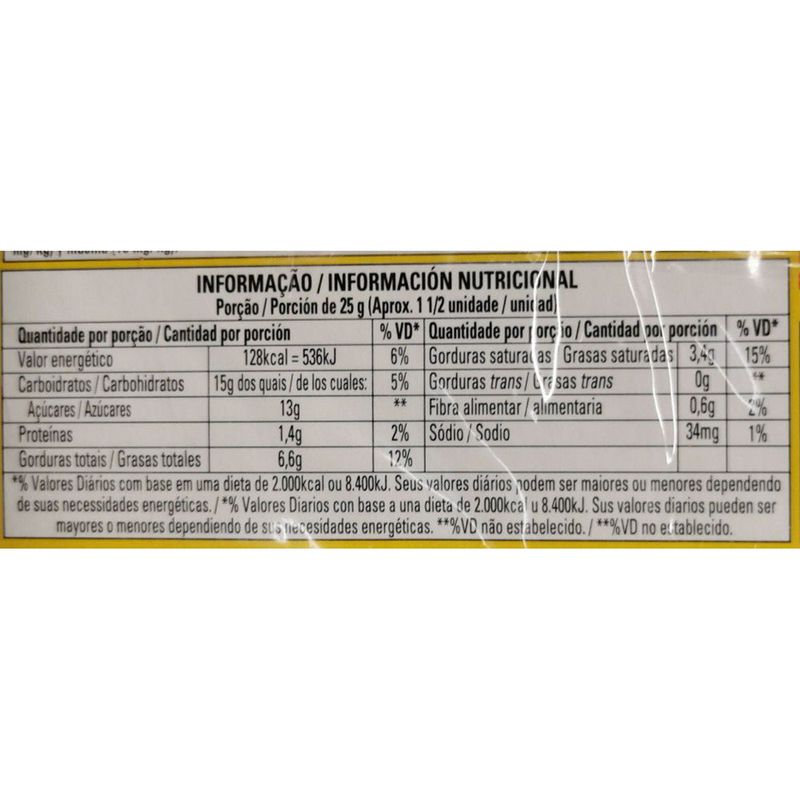 INFORMAÇÃO / INFORMACIÓN NUTRICIONAL
Porção / Porción de 25 g (Aprox. 1 1/2 unidade / unidad)
Quantidade por porção / Cantidad por porción % VD* Quantidade por porção / Cantidad por porción % VD*
Valor energético 128kcal = 536kJ 6% Gorduras saturadas / Grasas saturadas 3,4g 15%
Carboidratos / Carbohidratos 15g dos quais / de los cuales: 5% Gorduras trans / Grasas trans 0g **
Açúcares / Azúcares 13g ** Fibra alimentar / alimentaria 0,6g 2%
Proteínas 1,4g 2% Sódio / Sodio 34mg 1%
Gorduras totais / Grasas totales 6,6g 12%
*% Valores Diários com base em uma dieta de 2.000kcal ou 8.400kJ. Seus valores diários podem ser maiores ou menores dependendo
de suas necessidades energéticas. / *% Valores Diarios con base a una dieta de 2.000kcal u 8.400kJ. Sus valores diarios pueden ser
mayores o menores dependiendo de sus necesidades energéticas. **%VD não estabelecido. / **%VD no establecido.